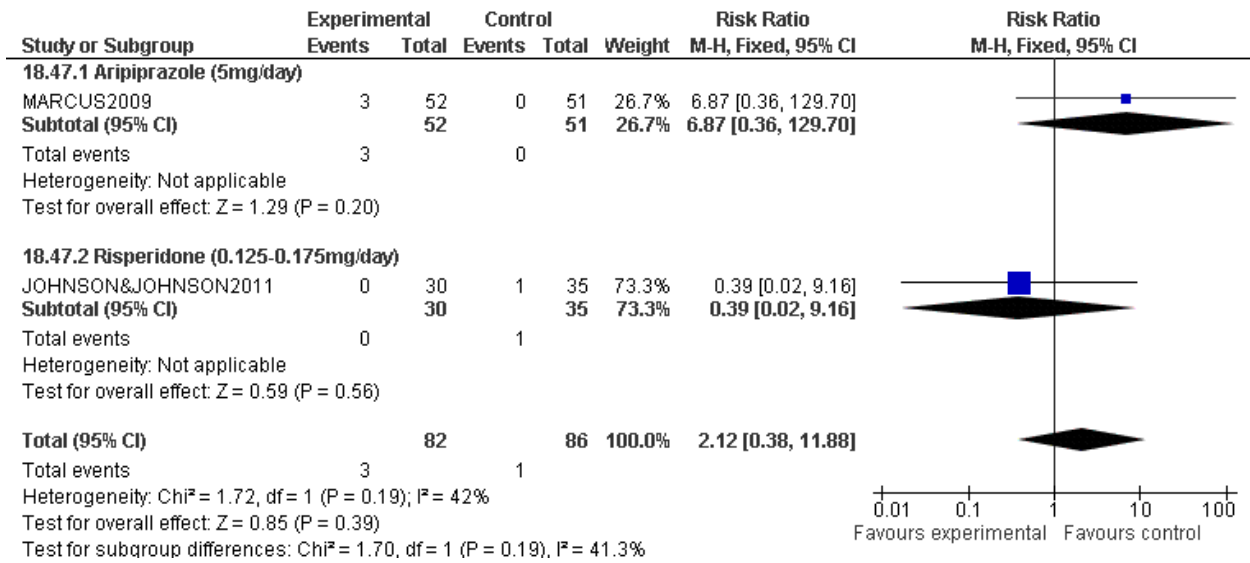 Experimental Control Risk Ratio Risk Ratio
Study or Subgroup Events Total Events Total Weight M-H, Fixed, 95% CI M-H, Fixed, 95% CI
18.47.1 Aripiprazole (5mg/day)
MARCUS2009 3 52 0 51 26.7% 6.87 [0.36, 129.70]
Subtotal (95% CI) 52 51 26.7% 6.87 [0.36, 129.70]
Total events 3 0
Heterogeneity: Not applicable
Test for overall effect: Z = 1.29 (P = 0.20)
18.47.2 Risperidone (0.125-0.175mg/day)
JOHNSON&JOHNSON2011 0 30 1 35 73.3% 0.39 [0.02, 9.16]
Subtotal (95% CI) 30 35 73.3% 0.39 [0.02, 9.16]
Total events 0 1
Heterogeneity: Not applicable
Test for overall effect: Z = 0.59 (P = 0.56)
Total (95% CI) 82 86 100.0% 2.12 [0.38, 11.88]
Total events 3 1
Heterogeneity: Chi² = 1.72, df = 1 (P = 0.19); I² = 42%
Test for overall effect: Z = 0.85 (P = 0.39)
Test for subgroup differences: Chi² = 1.70, df = 1 (P = 0.19), I² = 41.3%
0.01 0.1 1 10 100
Favours experimental Favours control